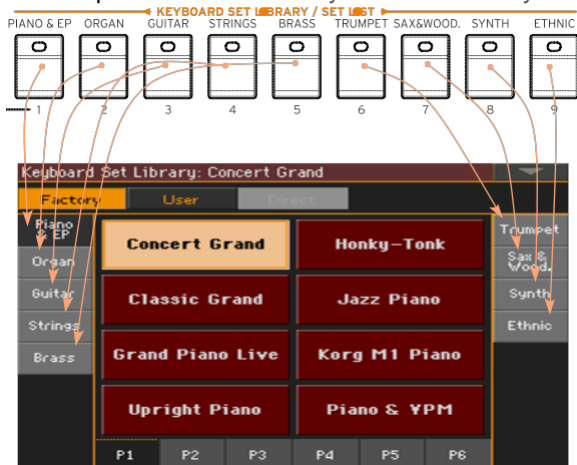 KEYBOARD SET LIBRARY / SET LIST
PIANO & EP ORGAN GUITAR STRINGS BRASS TRUMPET SAX&WOOD. SYNTH ETHNIC
1 2 3 4 5 6 7 8 9
Keyboard Set Library: Concert Grand
Factory User Direct
Piano & EP
Organ
Guitar
Strings
Brass
Concert Grand Honky-Tonk
Classic Grand Jazz Piano
Grand Piano Live Korg M1 Piano
Upright Piano Piano & YPM
Trumpet
Sax & Wood.
Synth
Ethnic
P1 P2 P3 P4 P5 P6